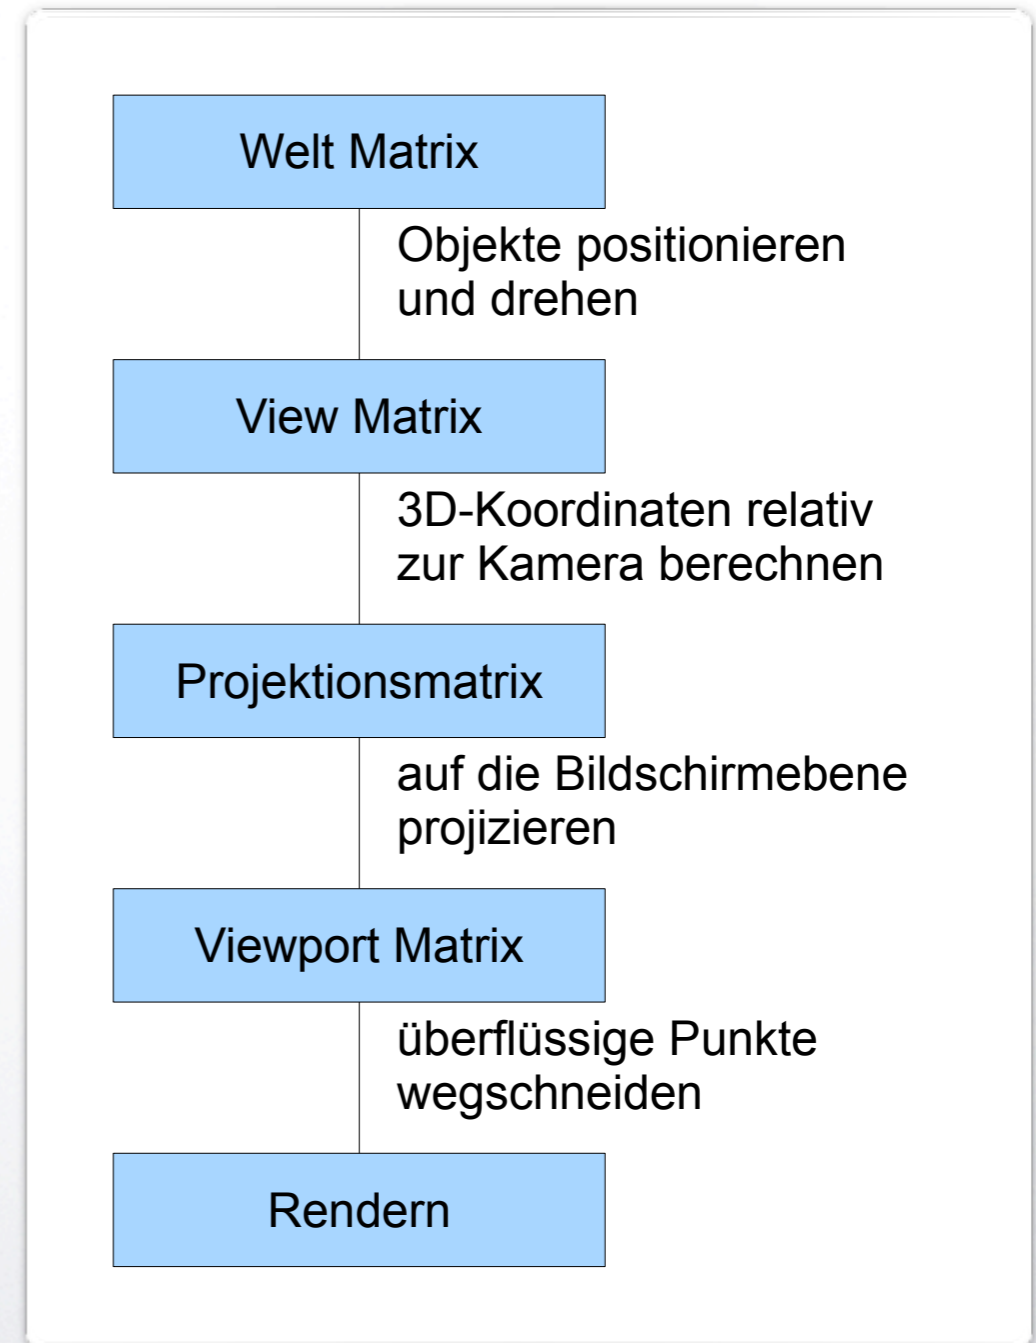 Welt Matrix
Objekte positionieren
und drehen
View Matrix
3D-Koordinaten relativ
zur Kamera berechnen
Projektionsmatrix
auf die Bildschirmebene
projizieren
Viewport Matrix
überflüssige Punkte
wegschneiden
Rendern